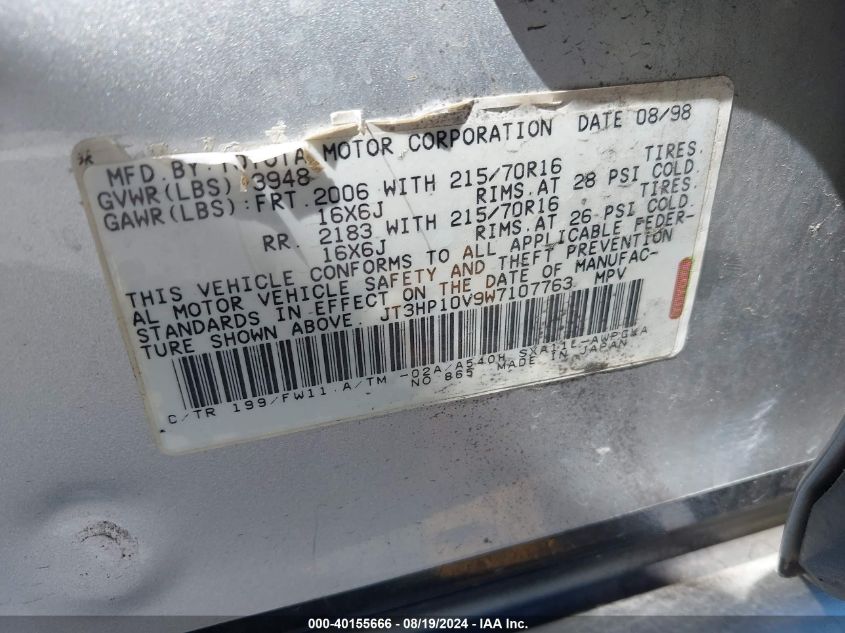 MFD. BY: TOYOTA MOTOR CORPORATION DATE 08/98
GVWR(LBS) 3948
GAWR(LBS): FRT. 2006 WITH 215/70R16 TIRES.
16X6J RIMS.AT 28 PSI COLD.
RR. 2183 WITH 215/70R16 TIRES.
16X6J RIMS.AT 26 PSI COLD.
THIS VEHICLE CONFORMS TO ALL APPLICABLE FEDER-
AL MOTOR VEHICLE SAFETY AND THEFT PREVENTION
STANDARDS IN EFFECT ON THE DATE OF MANUFAC-
TURE SHOWN ABOVE. JT3HP10V9W7107763 MPV
C/TR 199/FW11 A/TM -02A/A540H
NO 865 MADE IN JAPAN
000-40155666 - 08/19/2024 - IAA Inc.